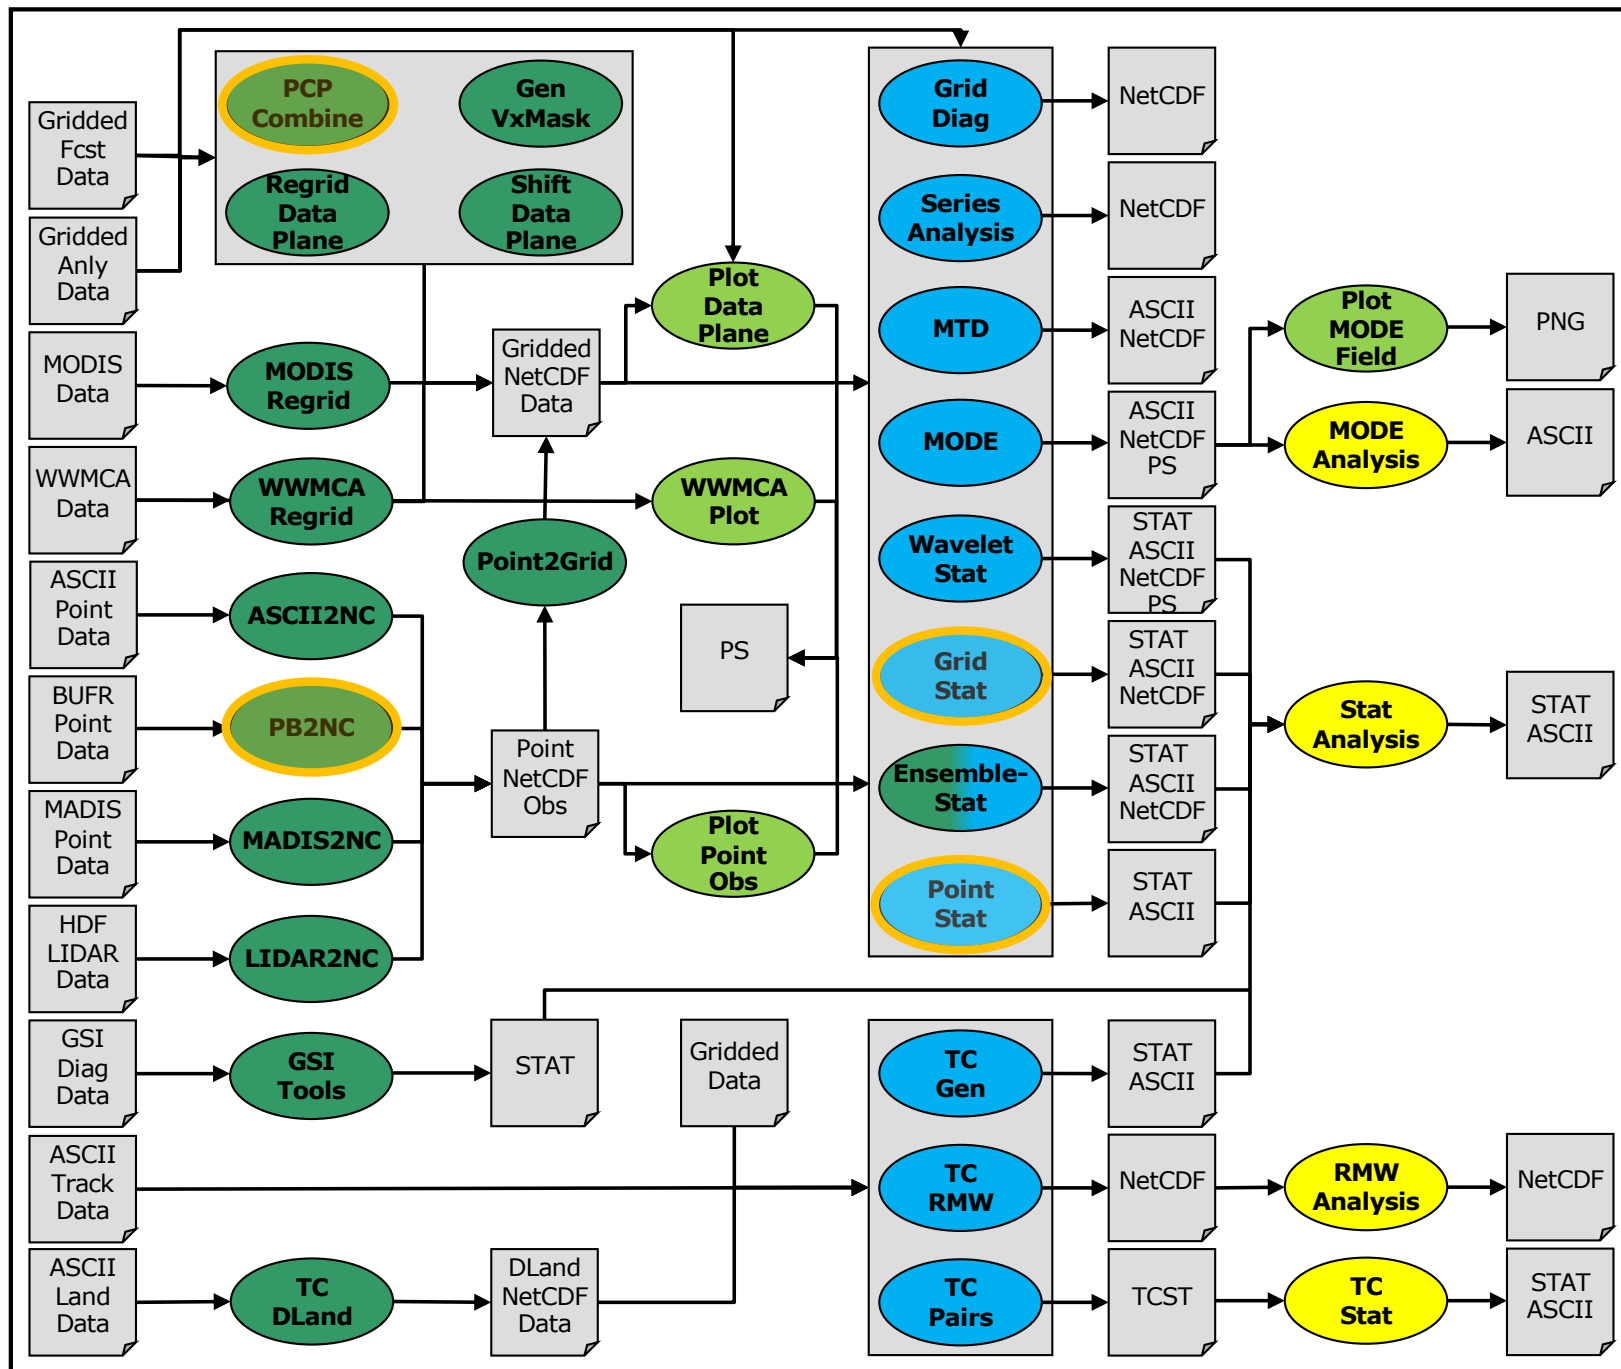 Gridded
Fcst
Data
Gridded
Anly
Data
MODIS
Data
WWMCA
Data
ASCII
Point
Data
BUFR
Point
Data
MADIS
Point
Data
HDF
LIDAR
Data
GSI
Diag
Data
ASCII
Track
Data
ASCII
Land
Data
PCP
Combine
Gen
VxMask
Regrid
Data
Plane
Shift
Data
Plane
MODIS
Regrid
WWMCA
Regrid
ASCII2NC
PB2NC
MADIS2NC
LIDAR2NC
GSI
Tools
TC
DLand
Gridded
NetCDF
Data
Point2Grid
Point
NetCDF
Obs
STAT
DLand
NetCDF
Data
Plot
Data
Plane
WWMCA
Plot
PS
Plot
Point
Obs
Gridded
Data
Grid
Diag
Series
Analysis
MTD
MODE
Wavelet
Stat
Grid
Stat
Ensemble-
Stat
Point
Stat
TC
Gen
TC
RMW
TC
Pairs
NetCDF
NetCDF
ASCII
NetCDF
ASCII
NetCDF
PS
STAT
ASCII
NetCDF
PS
STAT
ASCII
NetCDF
STAT
ASCII
NetCDF
STAT
ASCII
STAT
ASCII
NetCDF
TCST
Plot
MODE
Field
MODE
Analysis
Stat
Analysis
RMW
Analysis
TC
Stat
PNG
ASCII
STAT
ASCII
NetCDF
STAT
ASCII